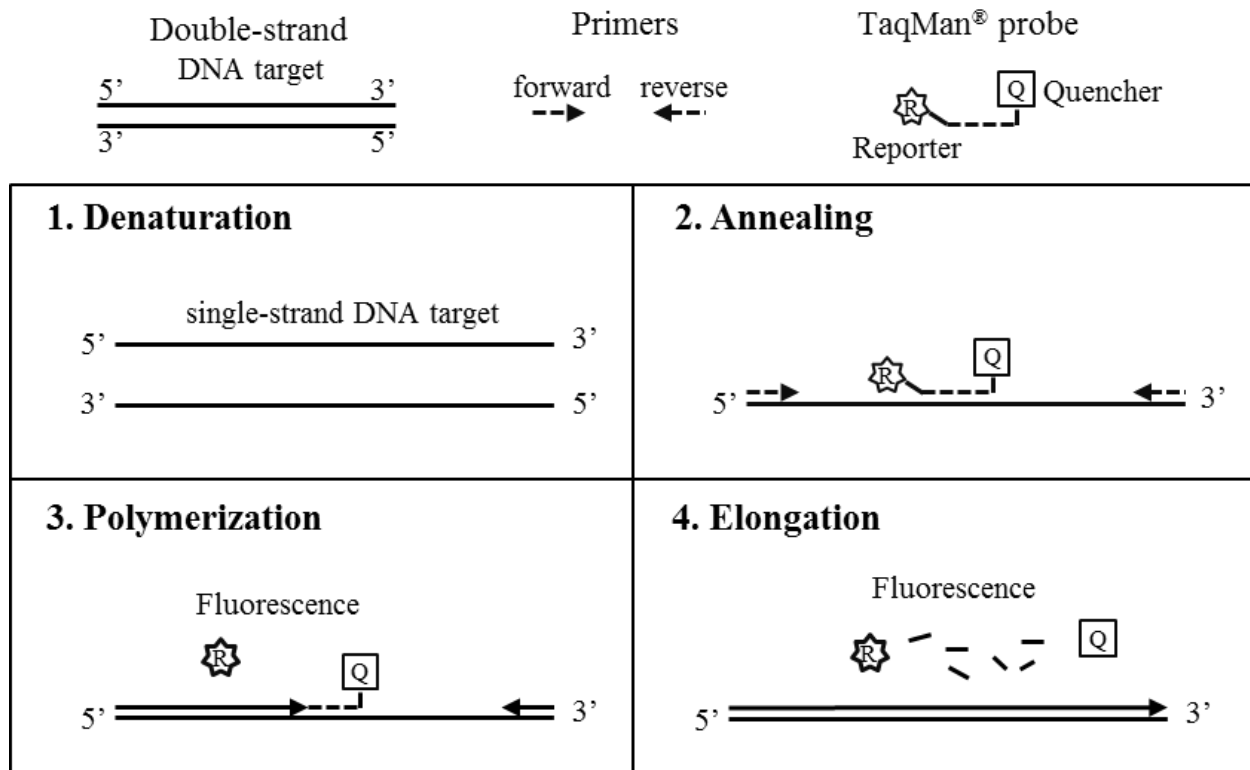 Double-strand
DNA target
5’ 3’
3’ 5’
Primers
forward reverse
TaqMan® probe
R
Q Quencher
Reporter
1. Denaturation
single-strand DNA target
5’ 3’
3’ 5’
2. Annealing
R Q
5’ 3’
3. Polymerization
Fluorescence
R
Q
5’ 3’
4. Elongation
Fluorescence
R Q
5’ 3’